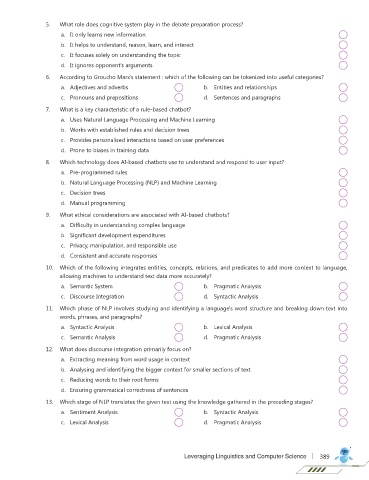 5. What role does cognitive system play in the debate preparation process?
a. It only learns new information
b. It helps to understand, reason, learn, and interact
c. It focuses solely on understanding the topic
d. It ignores opponent's arguments
6. According to Groucho Marx's statement : which of the following can be tokenized into useful categories?
a. Adjectives and adverbs b. Entities and relationships
c. Pronouns and prepositions d. Sentences and paragraphs
7. What is a key characteristic of a rule-based chatbot?
a. Uses Natural Language Processing and Machine Learning
b. Works with established rules and decision trees
c. Provides personalised interactions based on user preferences
d. Prone to biases in training data
8. Which technology does AI-based chatbots use to understand and respond to user input?
a. Pre-programmed rules
b. Natural Language Processing (NLP) and Machine Learning
c. Decision trees
d. Manual programming
9. What ethical considerations are associated with AI-based chatbots?
a. Difficulty in understanding complex language
b. Significant development expenditures
c. Privacy, manipulation, and responsible use
d. Consistent and accurate responses
10. Which of the following integrates entities, concepts, relations, and predicates to add more context to language,
allowing machines to understand text data more accurately?
a. Semantic System b. Pragmatic Analysis
c. Discourse Integration d. Syntactic Analysis
11. Which phase of NLP involves studying and identifying a language's word structure and breaking down text into
words, phrases, and paragraphs?
a. Syntactic Analysis b. Lexical Analysis
c. Semantic Analysis d. Pragmatic Analysis
12. What does discourse integration primarily focus on?
a. Extracting meaning from word usage in context
b. Analysing and identifying the bigger context for smaller sections of text
c. Reducing words to their root forms
d. Ensuring grammatical correctness of sentences
13. Which stage of NLP translates the given text using the knowledge gathered in the preceding stages?
a. Sentiment Analysis b. Syntactic Analysis
c. Lexical Analysis d. Pragmatic Analysis
Leveraging Linguistics and Computer Science | 389